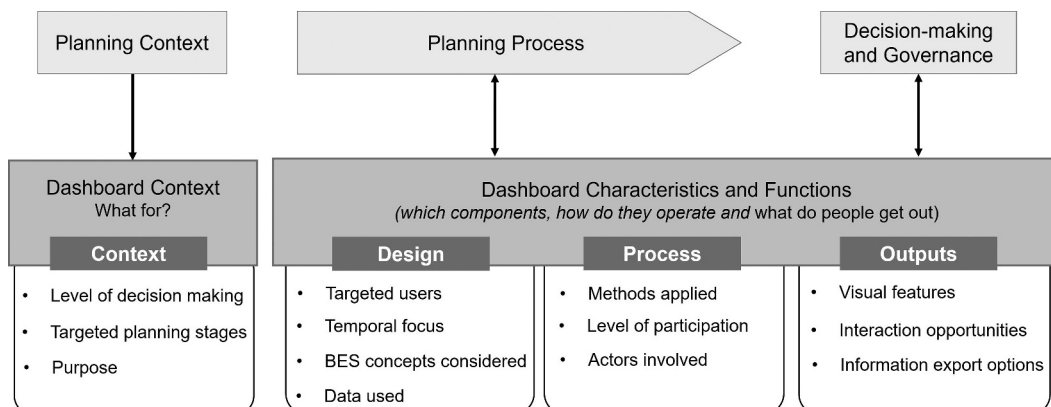 Planning Context
Planning Process
Decision-making
and Governance
Dashboard Context
What for?
Dashboard Characteristics and Functions
(which components, how do they operate and what do people get out)
Context
Design
Process
Outputs
• Level of decision making
• Targeted planning stages
• Purpose
• Targeted users
• Temporal focus
• BES concepts considered
• Data used
• Methods applied
• Level of participation
• Actors involved
• Visual features
• Interaction opportunities
• Information export options